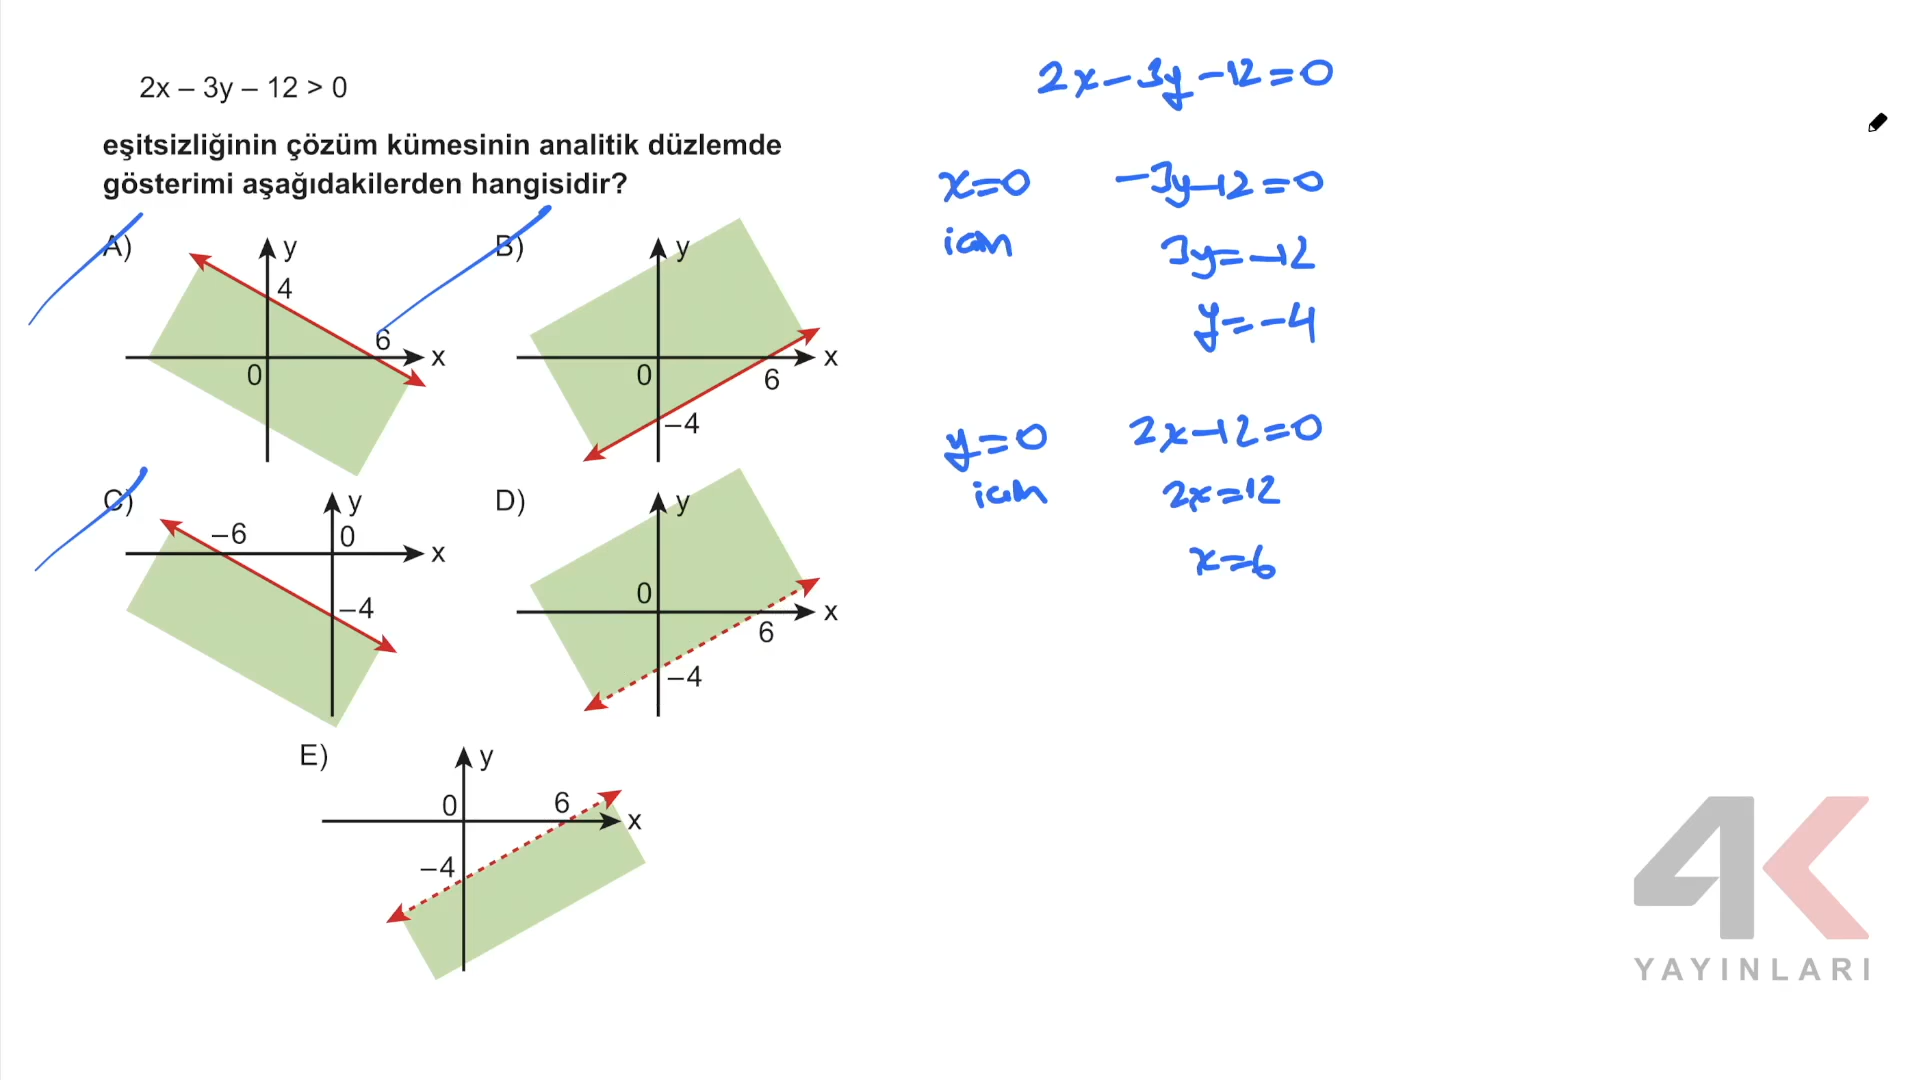 2x – 3y – 12 > 0
eşitsizliğinin çözüm kümesinin analitik düzlemde
gösterimi aşağıdakilerden hangisidir?
A)
y
4
6
x
0
B)
y
x
0
6
–4
C)
y
–6
0
x
–4
D)
y
0
x
6
–4
E)
y
0
6
x
–4
2x-3y-12=0
x=0
için
-3y-12=0
3y=-12
y=-4
y=0
için
2x-12=0
2x=12
x=6
4K
YAYINLARI